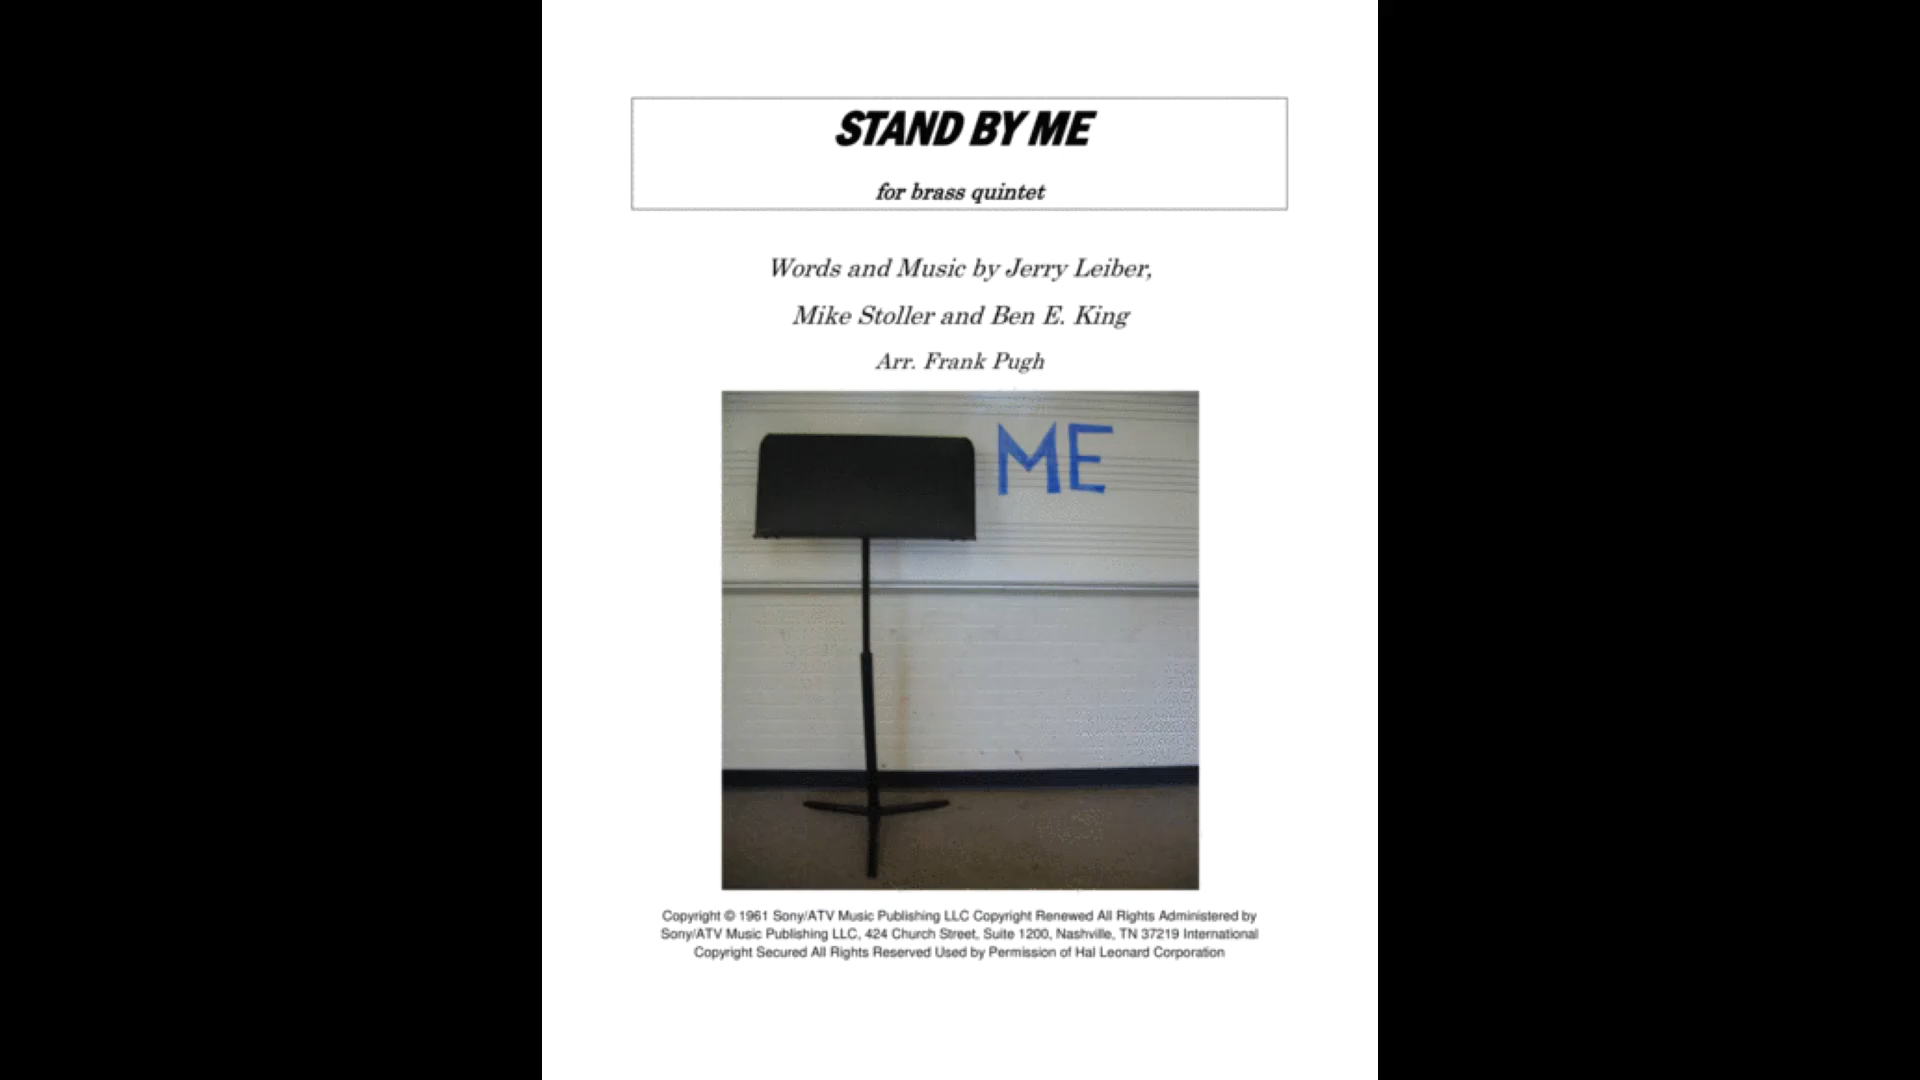 STAND BY ME
for brass quintet
Words and Music by Jerry Leiber,
Mike Stoller and Ben E. King
Arr. Frank Pugh
ME
Copyright © 1961 Sony/ATV Music Publishing LLC Copyright Renewed All Rights Administered by
Sony/ATV Music Publishing LLC, 424 Church Street, Suite 1200, Nashville, TN 37219 International
Copyright Secured All Rights Reserved Used by Permission of Hal Leonard Corporation